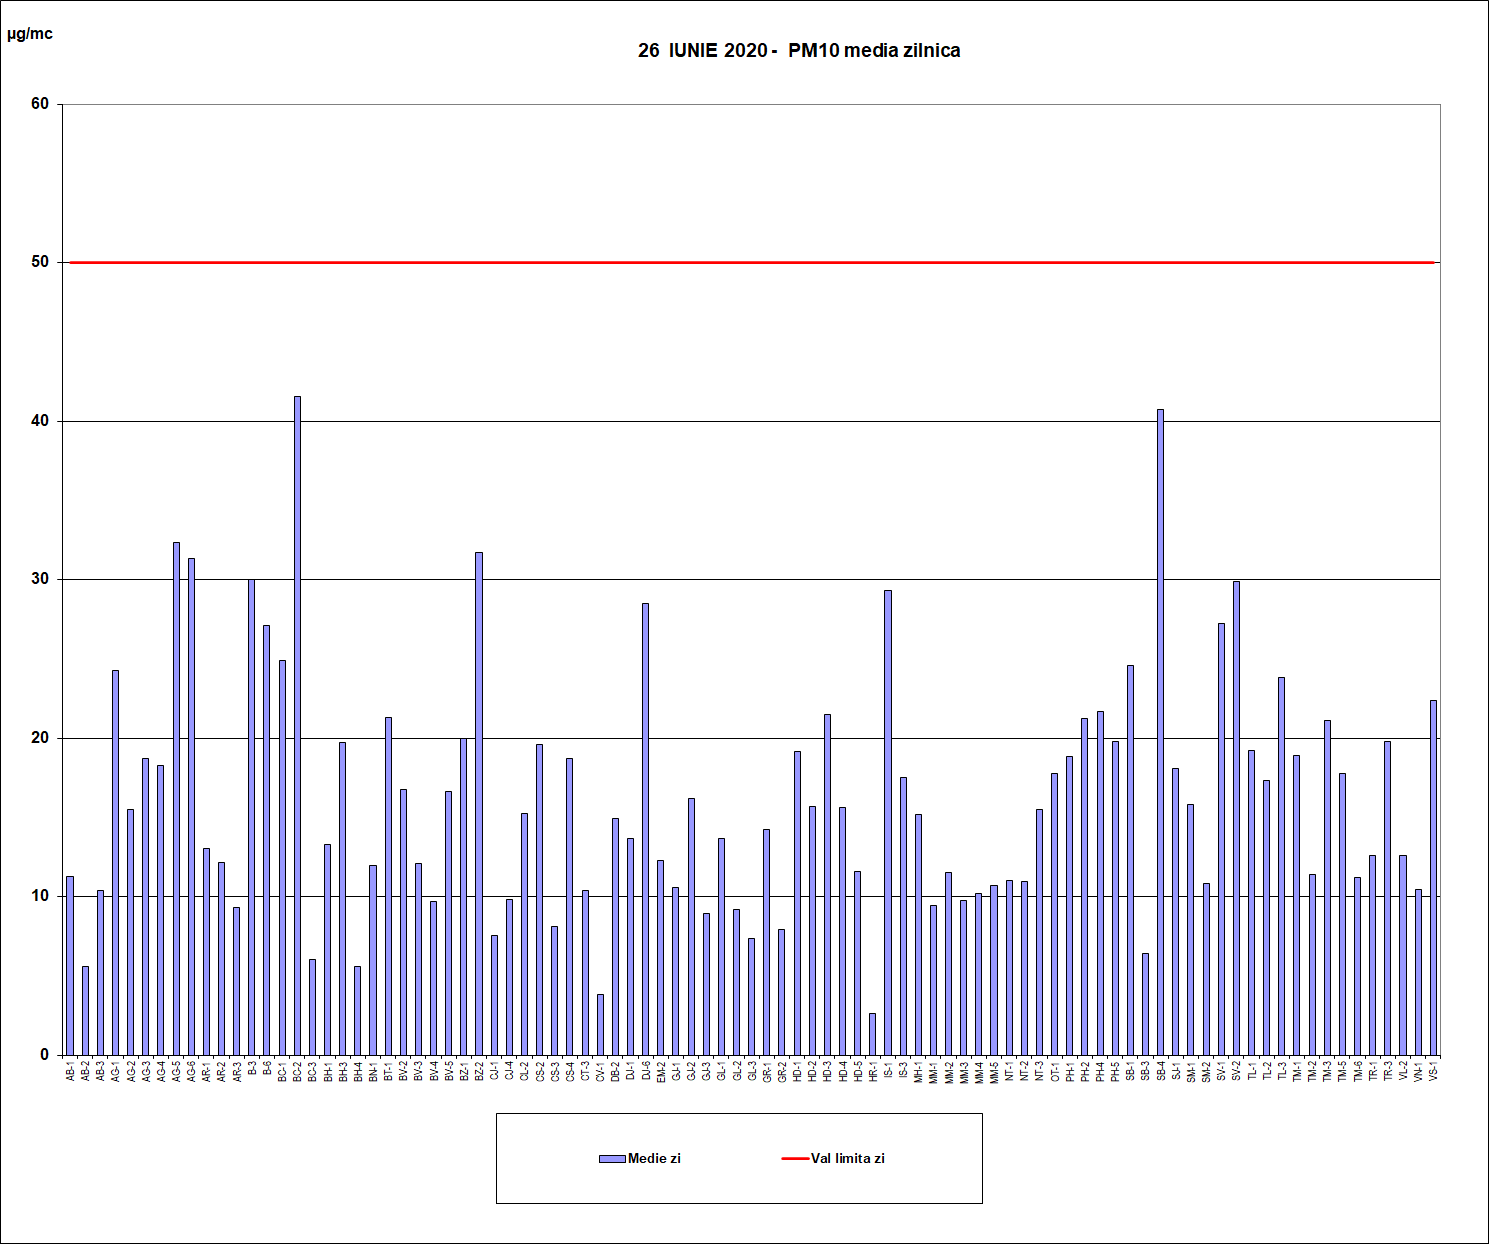 µg/mc
26 IUNIE 2020 - PM10 media zilnica
60
50
40
30
20
10
0
AB-1 AB-2 AB-3 AG-1 AG-2 AG-3 AG-4 AG-5 AG-6 AR-1 AR-2 AR-3 B-3 B-6 BC-1 BC-2 BC-3 BH-1 BH-3 BH-4 BN-1 BT-1 BV-2 BV-3 BV-4 BV-5 BZ-1 BZ-2 CJ-1 CJ-4 CL-2 CS-2 CS-3 CS-4 CT-3 CV-1 DB-2 DJ-1 DJ-6 EM-2 GJ-1 GJ-2 GJ-3 GL-1 GL-2 GL-3 GR-1 GR-2 HD-1 HD-2 HD-3 HD-4 HD-5 HR-1 IS-1 IS-3 MH-1 MM-1 MM-2 MM-3 MM-4 MM-5 NT-1 NT-2 NT-3 OT-1 PH-1 PH-2 PH-4 PH-5 SB-1 SB-3 SB-4 SJ-1 SM-1 SM-2 SV-1 SV-2 TL-1 TL-2 TL-3 TM-1 TM-2 TM-3 TM-5 TM-6 TR-1 TR-3 VL-2 VN-1 VS-1
Medie zi
Val limita zi